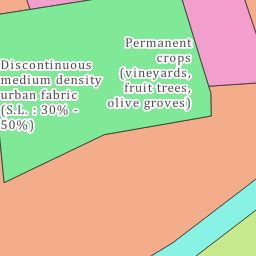 Discontinuous
medium density
urban fabric
(S.L. : 30% -
50%)
Permanent
crops
(vineyards,
fruit trees,
olive groves)